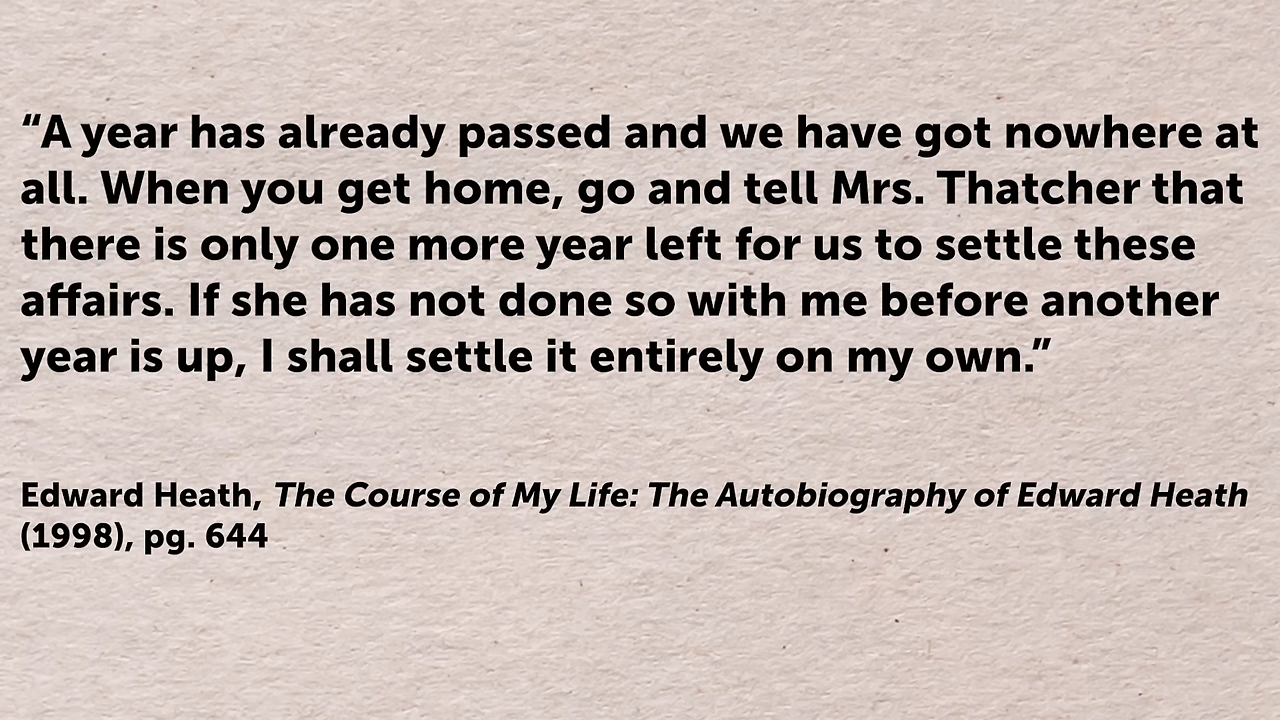 “A year has already passed and we have got nowhere at
all. When you get home, go and tell Mrs. Thatcher that
there is only one more year left for us to settle these
affairs. If she has not done so with me before another
year is up, I shall settle it entirely on my own.”
Edward Heath, The Course of My Life: The Autobiography of Edward Heath
(1998), pg. 644